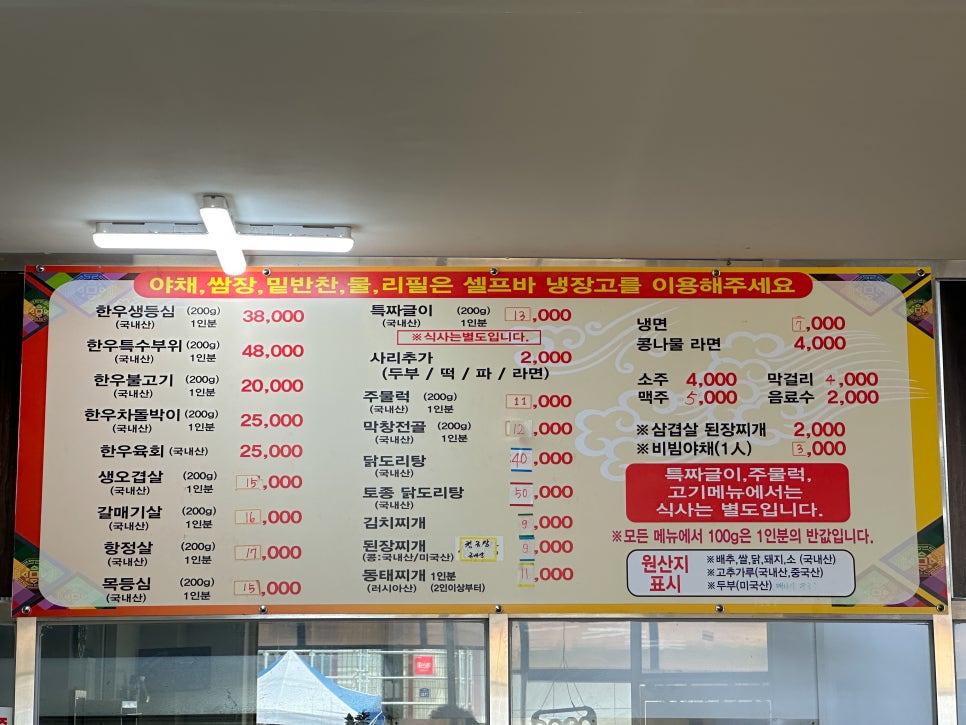 야채,쌈장,밑반찬,물,리필은 셀프바 냉장고를 이용해주세요
한우생등심 (200g) 38,000
(국내산) 1인분
한우특수부위 (200g) 48,000
(국내산) 1인분
한우불고기 (200g) 20,000
(국내산) 1인분
한우차돌박이 (200g) 25,000
(국내산) 1인분
한우육회 (국내산) 25,000
생오겹살 (200g) 15,000
(국내산) 1인분
갈매기살 (200g) 16,000
(국내산) 1인분
항정살 (200g) 17,000
(국내산) 1인분
목등심 (200g) 15,000
(국내산) 1인분
특짜글이 (200g) 13,000
(국내산) 1인분
※식사는별도입니다.
사리추가 2,000
(두부 / 떡 / 파 / 라면)
주물럭 (200g) 11,000
(국내산) 1인분
막창전골 (200g) 12,000
(국내산) 1인분
닭도리탕 40,000
(국내산)
토종 닭도리탕 50,000
(국내산)
김치찌개 9,000
된장찌개 9,000
(콩:국내산/미국산)
동태찌개 1인분 11,000
(러시아산) (2인이상부터)
냉면 7,000
콩나물 라면 4,000
소주 4,000 막걸리 4,000
맥주 5,000 음료수 2,000
※삼겹살 된장찌개 2,000
※비빔야채(1人) 3,000
특짜글이,주물럭,
고기메뉴에서는
식사는 별도입니다.
※모든 메뉴에서 100g은 1인분의 반값입니다.
원산지
표시
※배추,쌀,닭,돼지,소 (국내산)
※고추가루(국내산,중국산)
※두부(미국산)